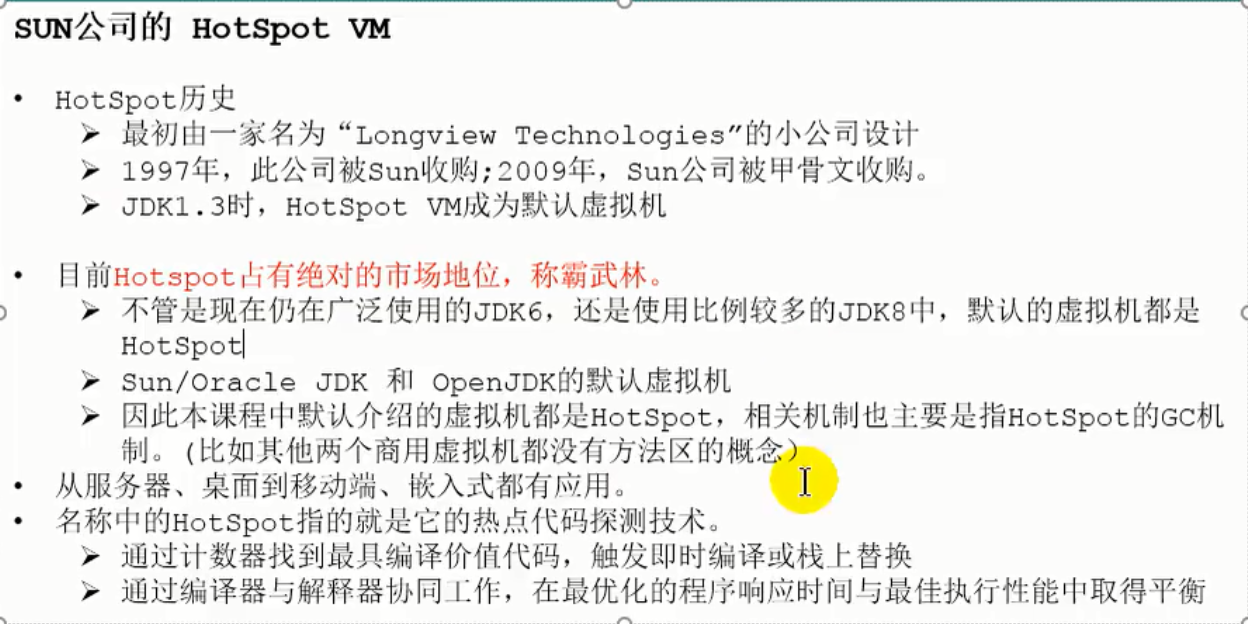 SUN公司的 HotSpot VM
• HotSpot历史
➢ 最初由一家名为“Longview Technologies”的小公司设计
➢ 1997年，此公司被Sun收购;2009年，Sun公司被甲骨文收购。
➢ JDK1.3时，HotSpot VM成为默认虚拟机
• 目前Hotspot占有绝对的市场地位，称霸武林。
➢ 不管是现在仍在广泛使用的JDK6，还是使用比例较多的JDK8中，默认的虚拟机都是
HotSpot
➢ Sun/Oracle JDK 和 OpenJDK的默认虚拟机
➢ 因此本课程中默认介绍的虚拟机都是HotSpot，相关机制也主要是指HotSpot的GC机
制。(比如其他两个商用虚拟机都没有方法区的概念）
• 从服务器、桌面到移动端、嵌入式都有应用。
• 名称中的HotSpot指的就是它的热点代码探测技术。
➢ 通过计数器找到最具编译价值代码，触发即时编译或栈上替换
➢ 通过编译器与解释器协同工作，在最优化的程序响应时间与最佳执行性能中取得平衡